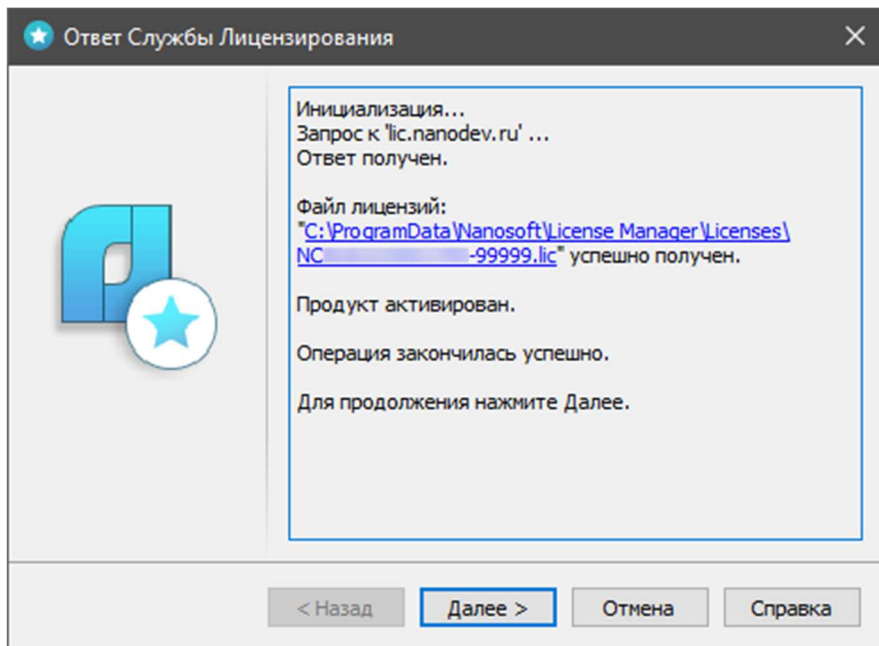 Ответ Службы Лицензирования
Инициализация...
Запрос к 'lic.nanodev.ru' ...
Ответ получен.
Файл лицензий:
"C:\ProgramData\Nanosoft\License Manager\Licenses\
NC -99999.lic" успешно получен.
Продукт активирован.
Операция закончилась успешно.
Для продолжения нажмите Далее.
< Назад
Далее >
Отмена
Справка